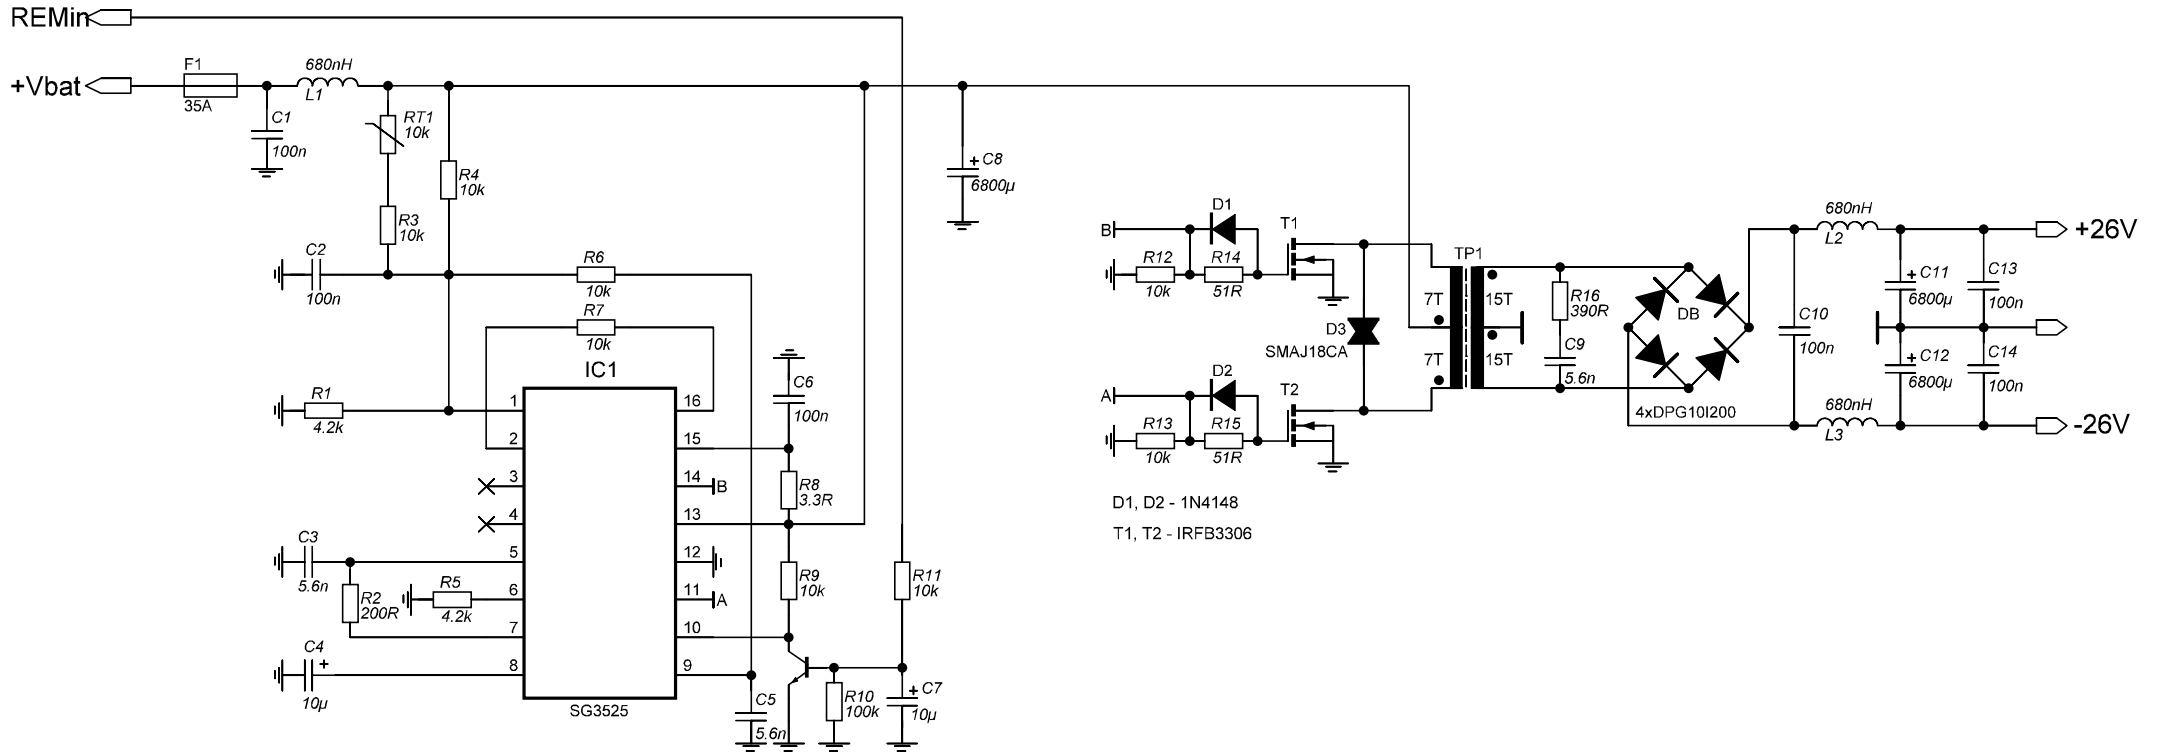 REMin
+Vbat
F1
35A
680nH
L1
C1
100n
RT1
10k
R4
10k
R3
10k
C2
100n
R6
10k
R7
10k
IC1
R1
4.2k
1
2
3
4
5
6
7
8
16
15
14
13
12
11
10
9
B
A
C3
5.6n
R2
200R
R5
4.2k
C4
+
10µ
SG3525
C6
100n
R8
3.3R
R9
10k
R11
10k
C5
5.6n
R10
100k
+ C7
10µ
+ C8
6800µ
B
D1
T1
R12
10k
R14
51R
A
D2
T2
R13
10k
R15
51R
D3
SMAJ18CA
TP1
7T
15T
7T
15T
R16
390R
C9
5.6n
DB
4xDPG10I200
C10
100n
680nH
L2
+ C11
6800µ
C13
100n
+ C12
6800µ
C14
100n
680nH
L3
+26V
-26V
D1, D2 - 1N4148
T1, T2 - IRFB3306